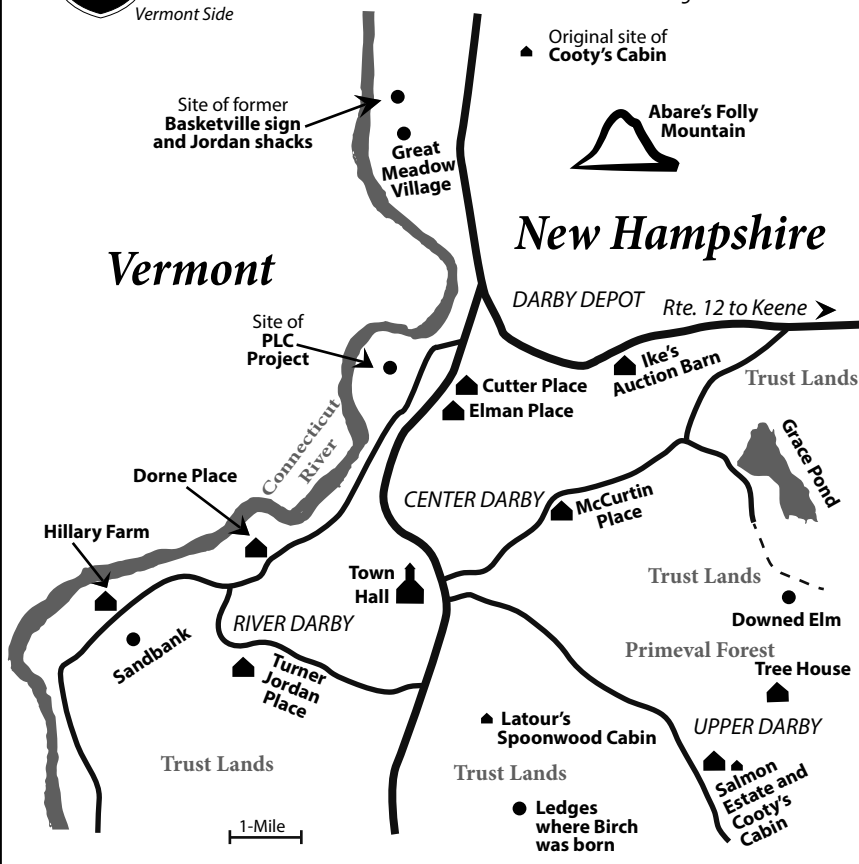 Vermont Side
Original site of
Cooty's Cabin
Site of former
Basketville sign
and Jordan shacks
Abare's Folly
Mountain
Great
Meadow
Village
New Hampshire
Vermont
DARBY DEPOT
Rte. 12 to Keene
Site of
PLC
Project
Ike's
Auction Barn
Trust Lands
Cutter Place
Elman Place
Connecticut
River
Grace Pond
Dorne Place
CENTER DARBY
McCurtin
Place
Hillary Farm
Town
Hall
Trust Lands
Downed Elm
RIVER DARBY
Sandbank
Primeval Forest
Tree House
Turner
Jordan
Place
Latour's
Spoonwood Cabin
UPPER DARBY
Trust Lands
Trust Lands
Salmon
Estate and
Cooty's
Cabin
Ledges
where Birch
was born
1-Mile